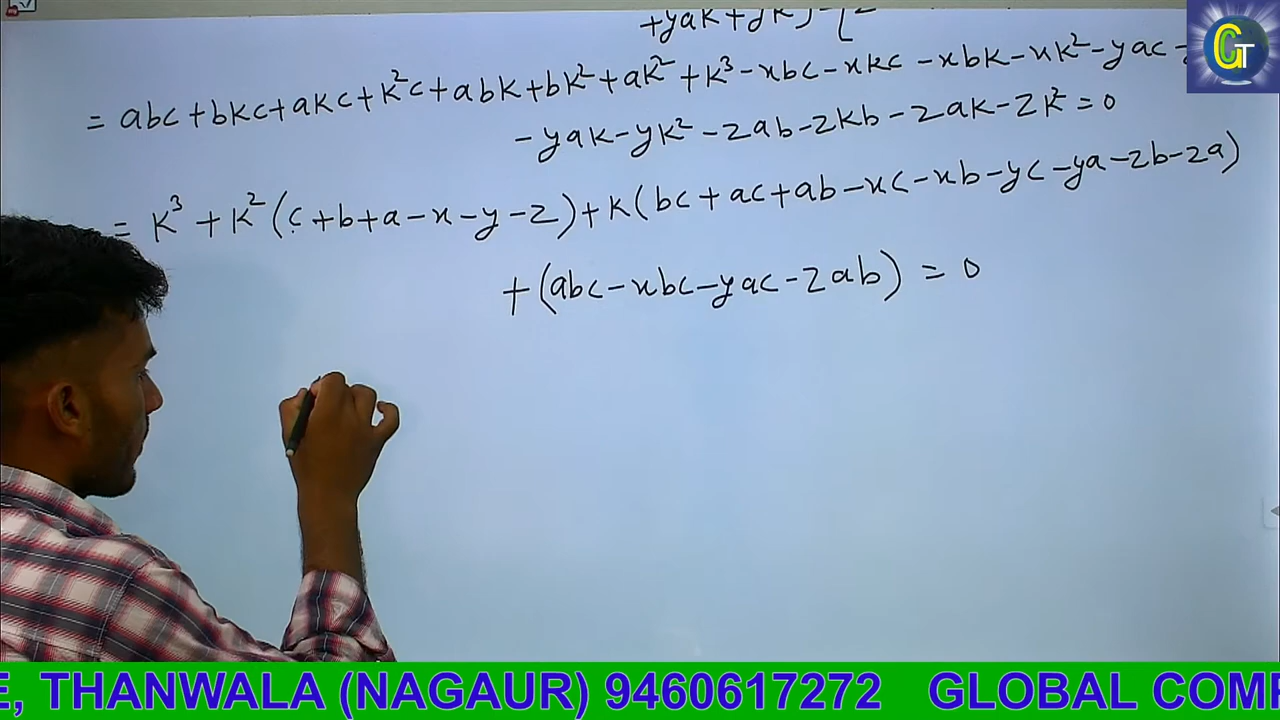 +yak+yk)-[z
= abc+bkc+akc+k²c+abk+bk²+ak²+k³-xbc-xkc-xbk-xk²-yac-
-yak-yk²-zab-zkb-zak-zk²=0
= k³+k²(c+b+a-x-y-z)+k(bc+ac+ab-xc-xb-yc-ya-zb-za)
+(abc-xbc-yac-zab)=0
GT
E, THANWALA (NAGAUR) 9460617272 GLOBAL COM